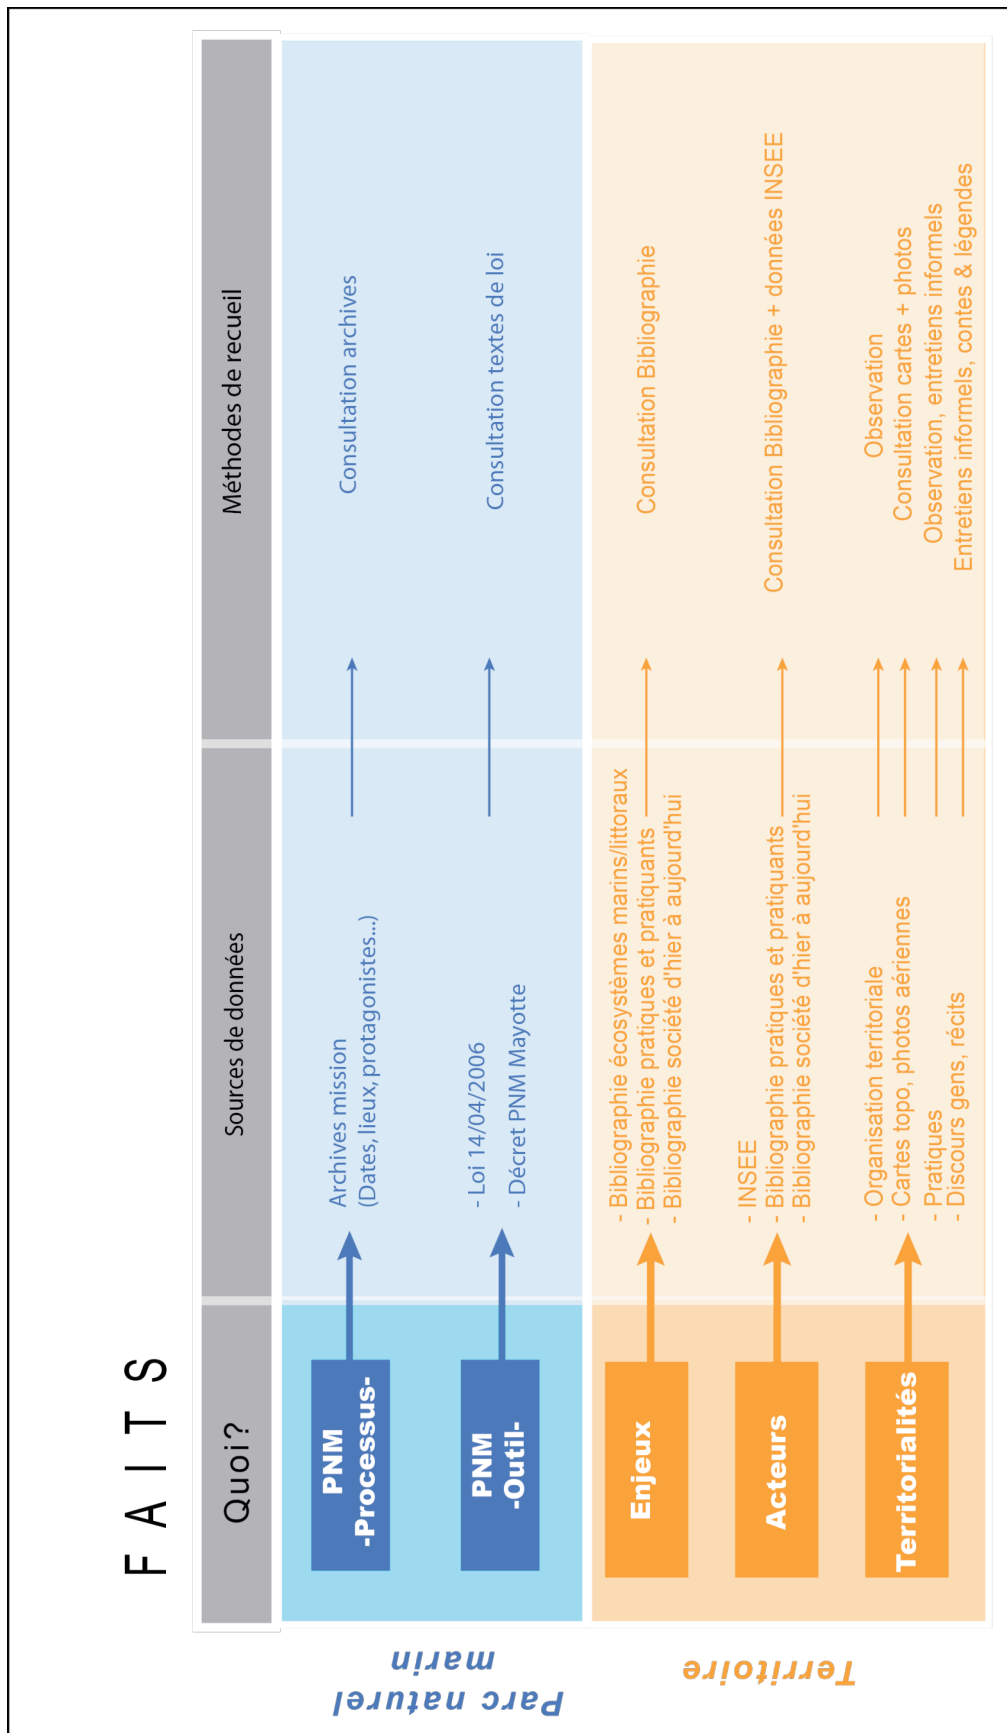 FAITS
Quoi?
Sources de données
Méthodes de recueil
Parc naturel
marin
PNM
-Processus-
Archives mission
(Dates, lieux, protagonistes...)
Consultation archives
PNM
-Outil-
- Loi 14/04/2006
- Décret PNM Mayotte
Consultation textes de loi
Territoire
Enjeux
- Bibliographie écosystèmes marins/littoraux
- Bibliographie pratiques et pratiquants
- Bibliographie société d'hier à aujourd'hui
Consultation Bibliographie
Acteurs
- INSEE
- Bibliographie pratiques et pratiquants
- Bibliographie société d'hier à aujourd'hui
Consultation Bibliographie + données INSEE
Territorialités
- Organisation territoriale
- Cartes topo, photos aériennes
- Pratiques
- Discours gens, récits
Observation
Consultation cartes + photos
Observation, entretiens informels
Entretiens informels, contes & légendes